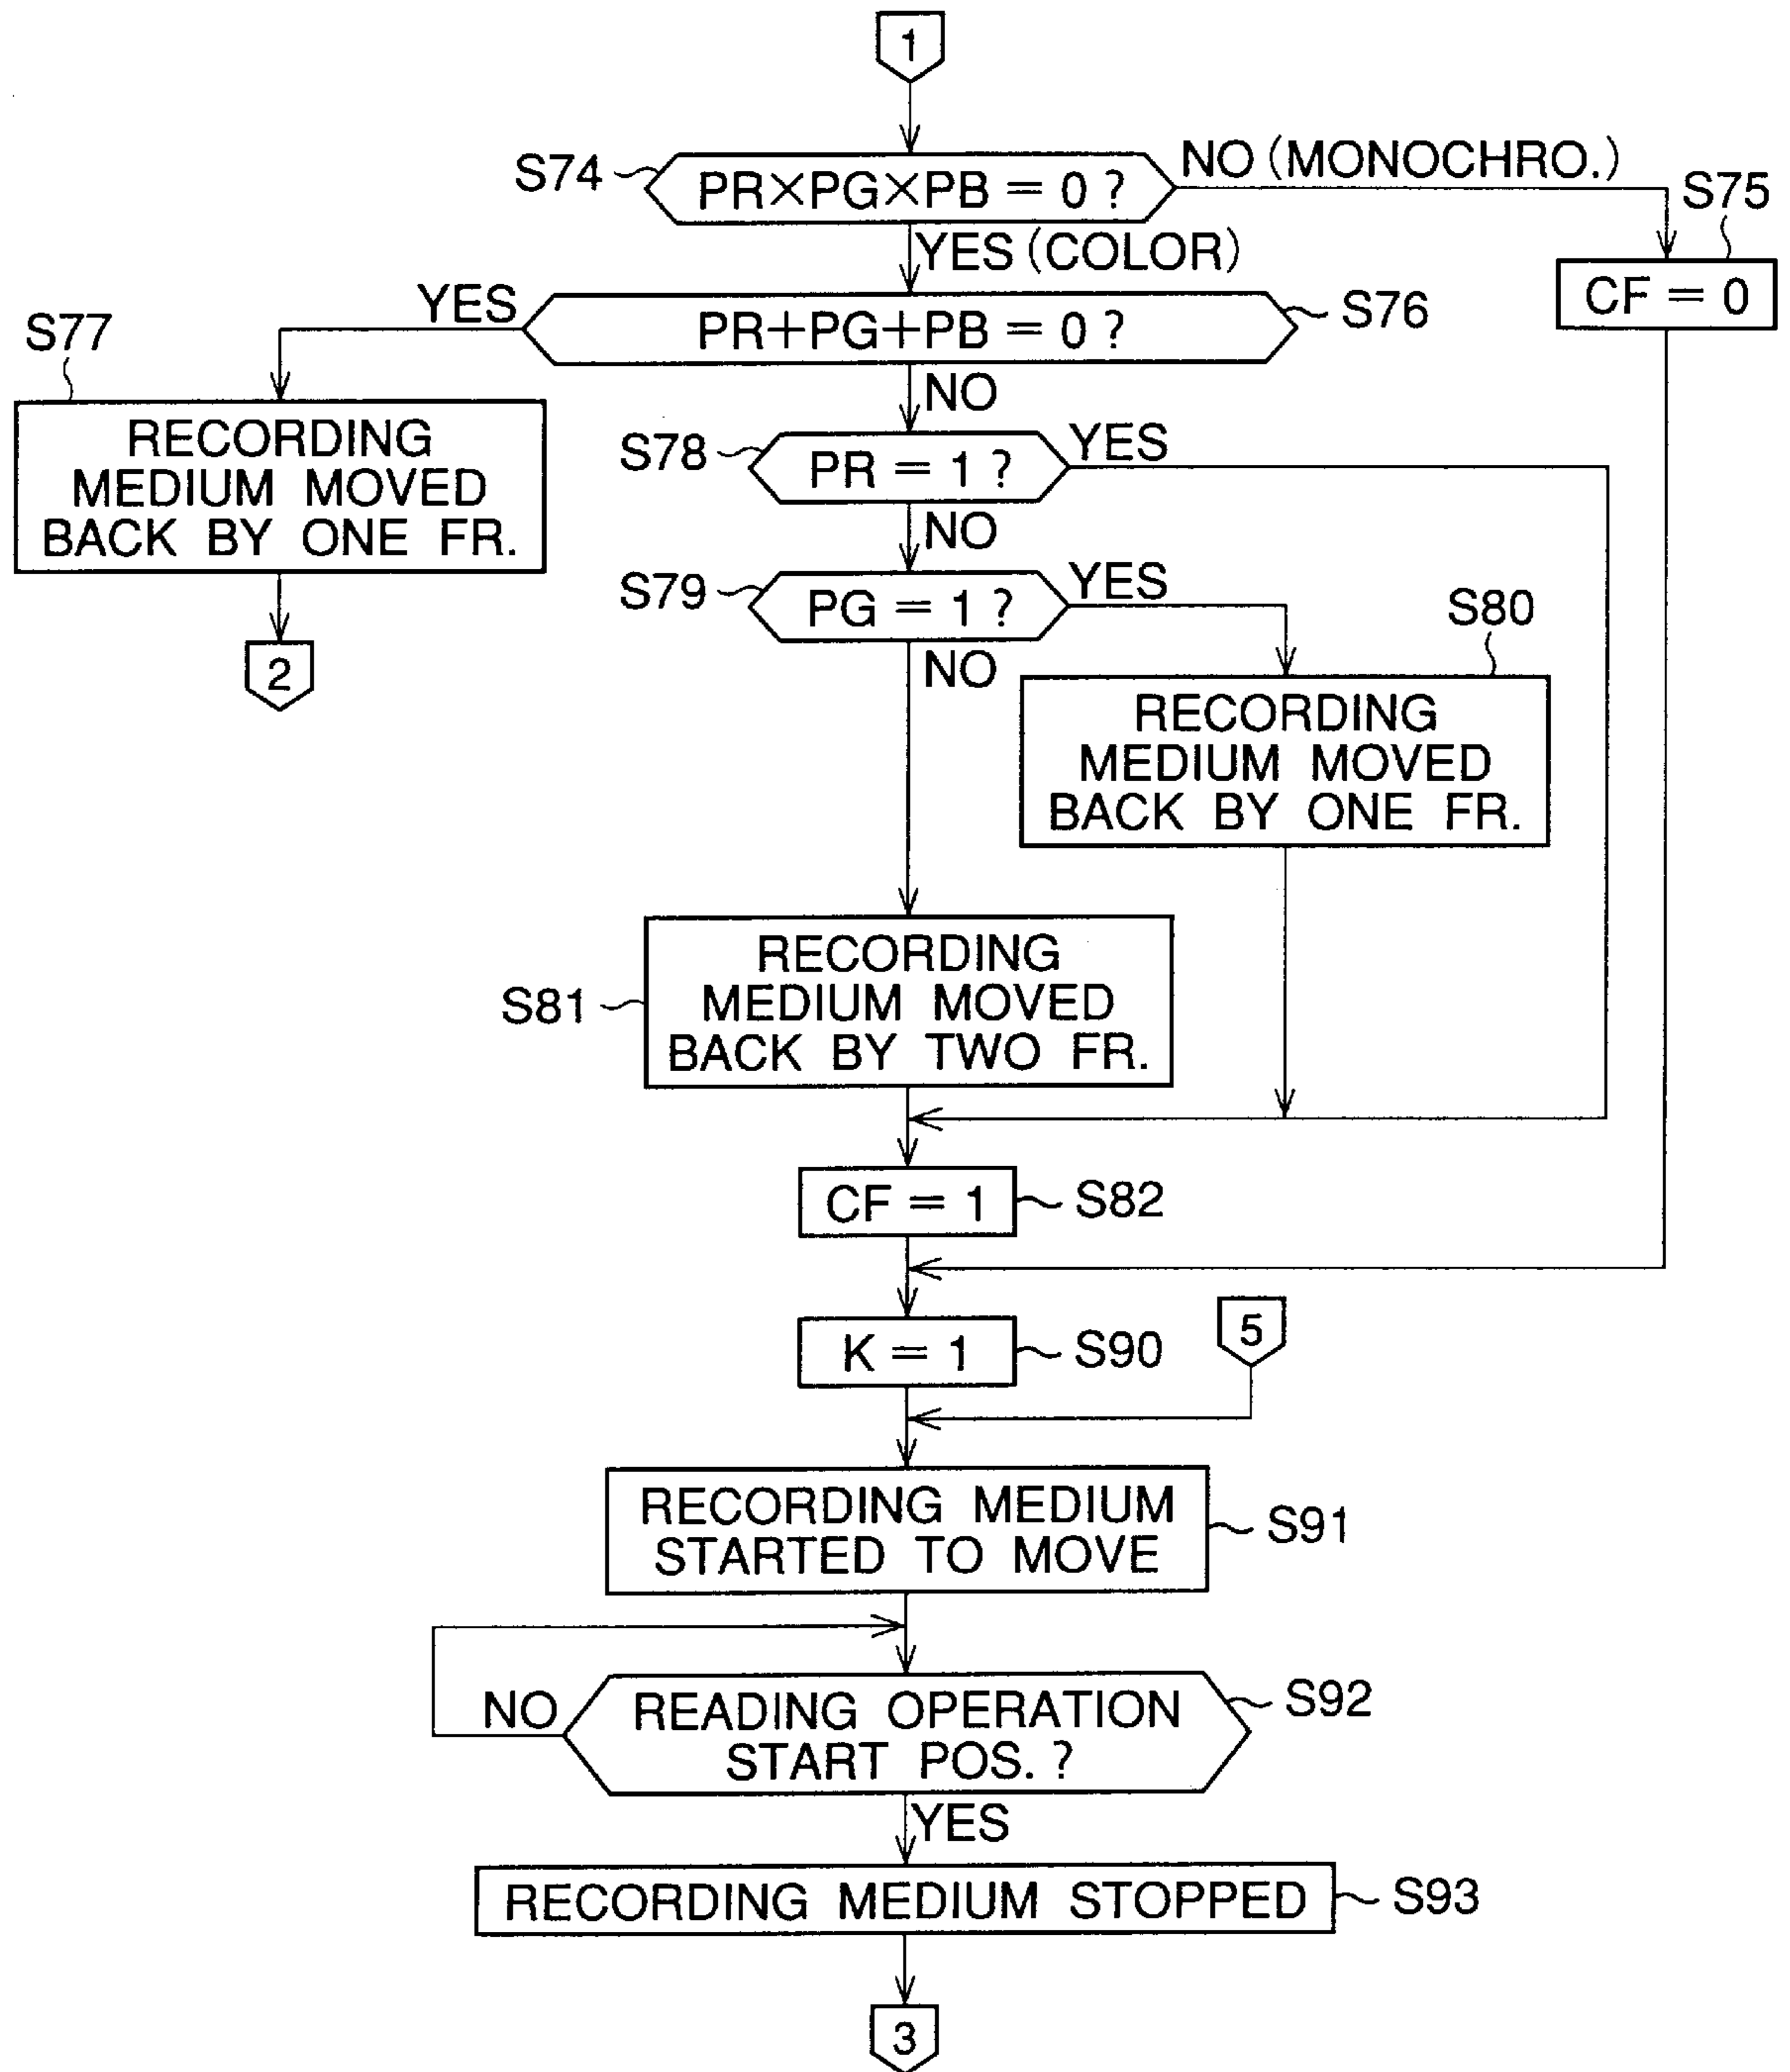 1
S74
PR×PG×PB = 0 ?
NO (MONOCHRO.)
S75
YES (COLOR)
CF = 0
YES
PR+PG+PB = 0 ?
S76
S77
NO
RECORDING
MEDIUM MOVED
BACK BY ONE FR.
S78
PR = 1 ?
YES
NO
S79
PG = 1 ?
YES
S80
2
NO
RECORDING
MEDIUM MOVED
BACK BY ONE FR.
RECORDING
MEDIUM MOVED
BACK BY TWO FR.
S81
CF = 1
S82
K = 1
S90
5
RECORDING MEDIUM
STARTED TO MOVE
S91
NO
READING OPERATION
START POS. ?
S92
YES
RECORDING MEDIUM STOPPED
S93
3